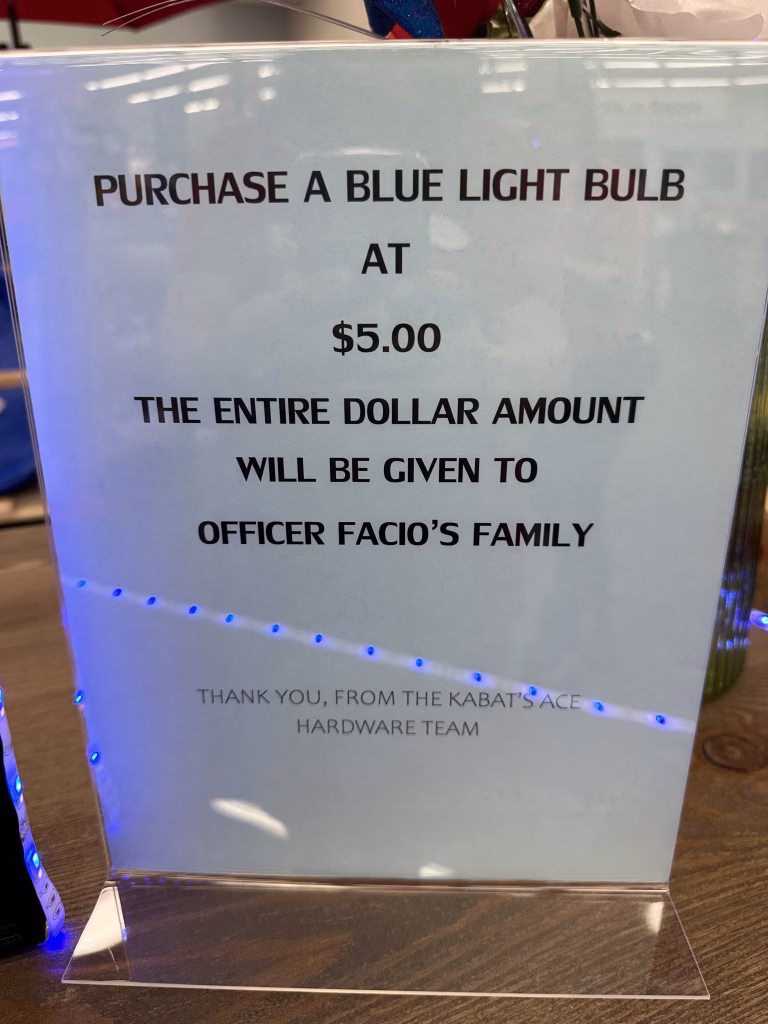 PURCHASE A BLUE LIGHT BULB
AT
$5.00
THE ENTIRE DOLLAR AMOUNT
WILL BE GIVEN TO
OFFICER FACIO'S FAMILY
THANK YOU, FROM THE KABAT'S ACE
HARDWARE TEAM